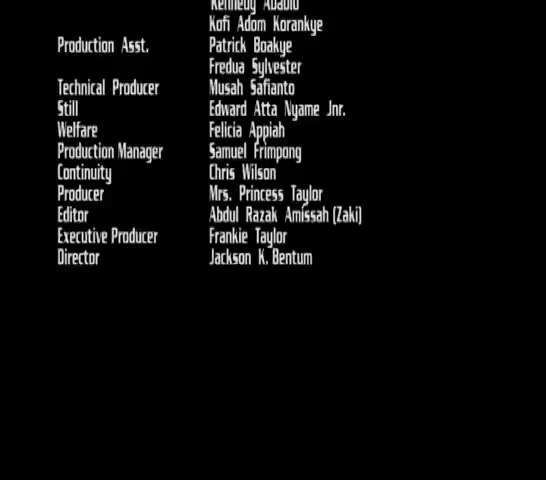 Kennedy Ababio
Kofi Adom Korankye
Production Asst. Patrick Boakye
Fredua Sylvester
Technical Producer Musah Safianto
Still Edward Atta Nyame Jnr.
Welfare Felicia Appiah
Production Manager Samuel Frimpong
Continuity Chris Wilson
Producer Mrs. Princess Taylor
Editor Abdul Razak Amissah (Zaki)
Executive Producer Frankie Taylor
Director Jackson K. Bentum